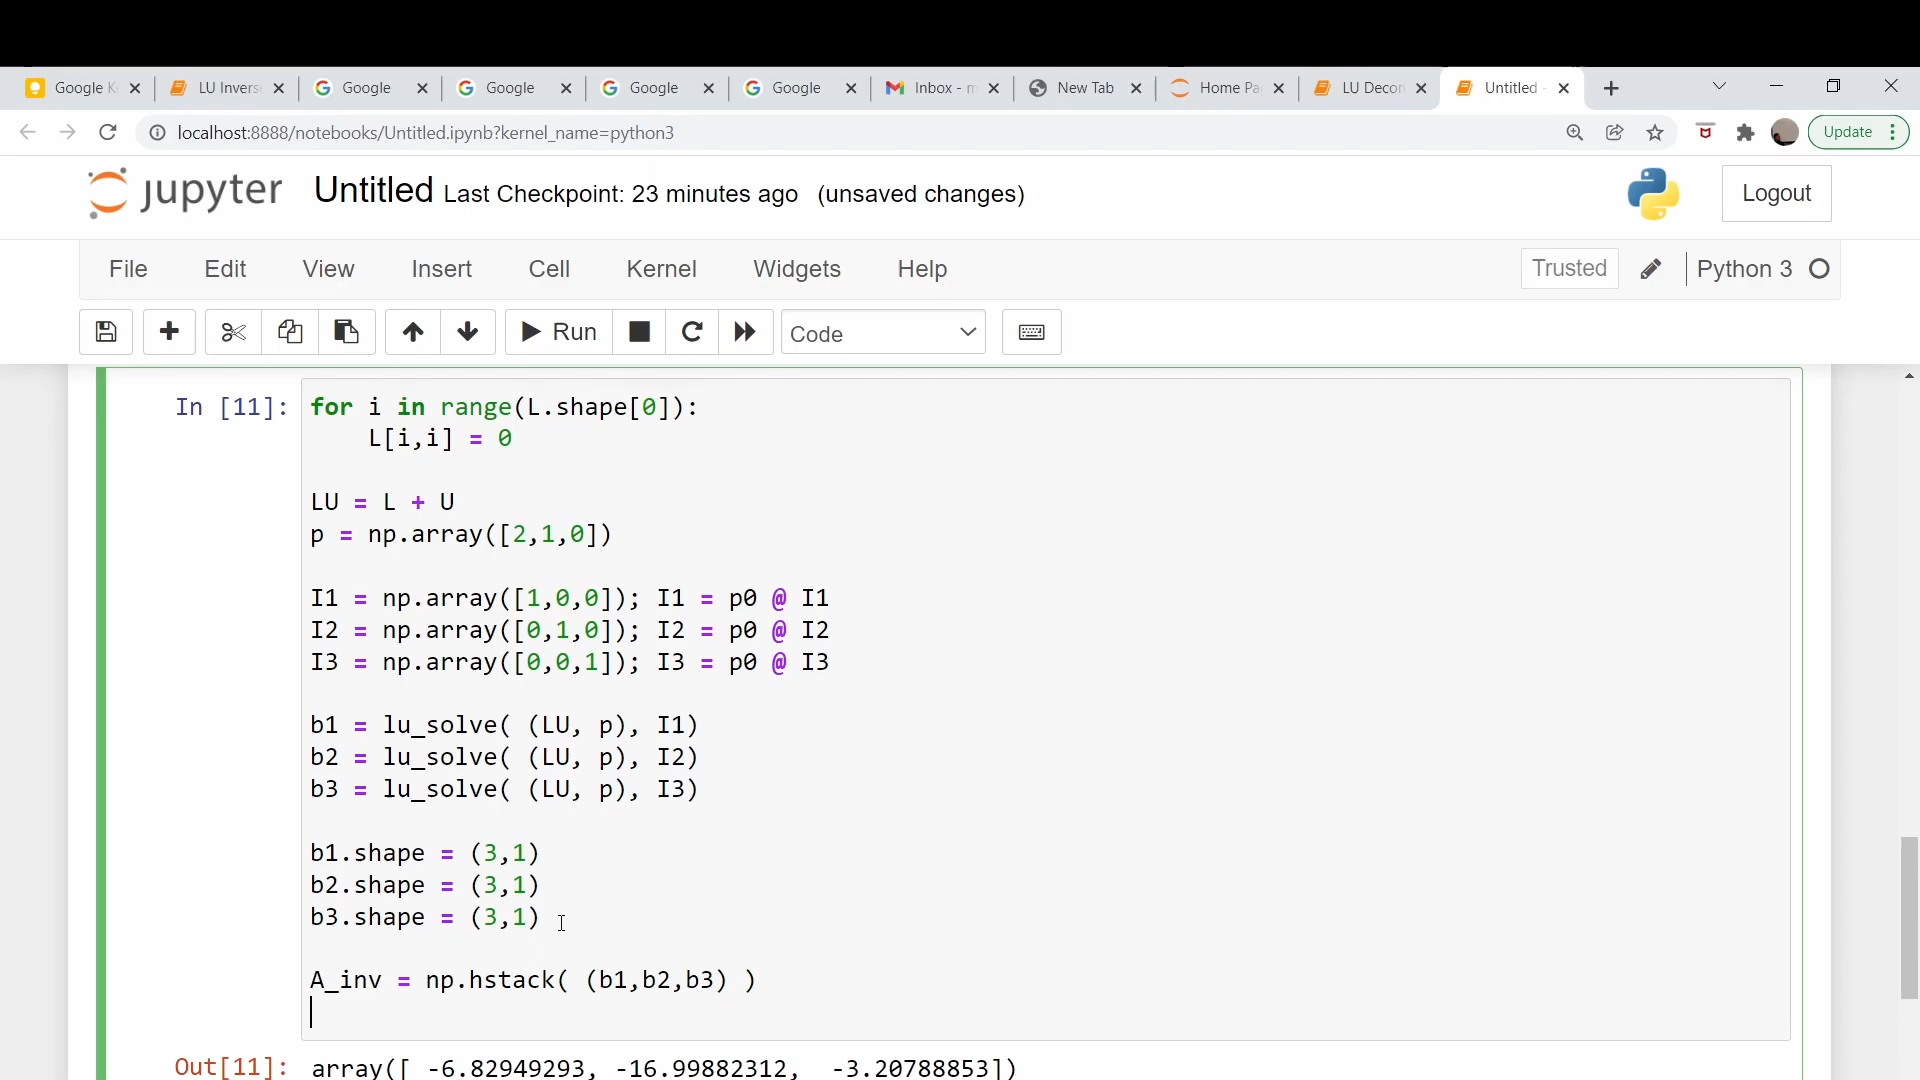 Google K
LU Invers
Google
Google
Google
Google
Inbox - m
New Tab
Home Pa
LU Decor
Untitled -
localhost:8888/notebooks/Untitled.ipynb?kernel_name=python3
Update
jupyter Untitled Last Checkpoint: 23 minutes ago (unsaved changes)
Logout
File Edit View Insert Cell Kernel Widgets Help
Trusted
Python 3
Run
Code
In [11]: for i in range(L.shape[0]):
    L[i,i] = 0
LU = L + U
p = np.array([2,1,0])
I1 = np.array([1,0,0]); I1 = p0 @ I1
I2 = np.array([0,1,0]); I2 = p0 @ I2
I3 = np.array([0,0,1]); I3 = p0 @ I3
b1 = lu_solve( (LU, p), I1)
b2 = lu_solve( (LU, p), I2)
b3 = lu_solve( (LU, p), I3)
b1.shape = (3,1)
b2.shape = (3,1)
b3.shape = (3,1)
A_inv = np.hstack( (b1,b2,b3) )
Out[11]: array([ -6.82949293, -16.99882312,  -3.20788853])